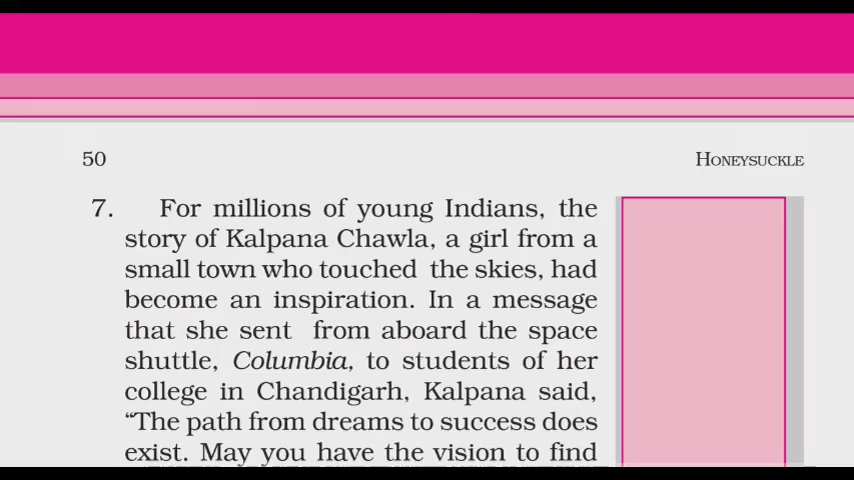 50
HONEYSUCKLE
7. For millions of young Indians, the
story of Kalpana Chawla, a girl from a
small town who touched the skies, had
become an inspiration. In a message
that she sent from aboard the space
shuttle, Columbia, to students of her
college in Chandigarh, Kalpana said,
“The path from dreams to success does
exist. May you have the vision to find